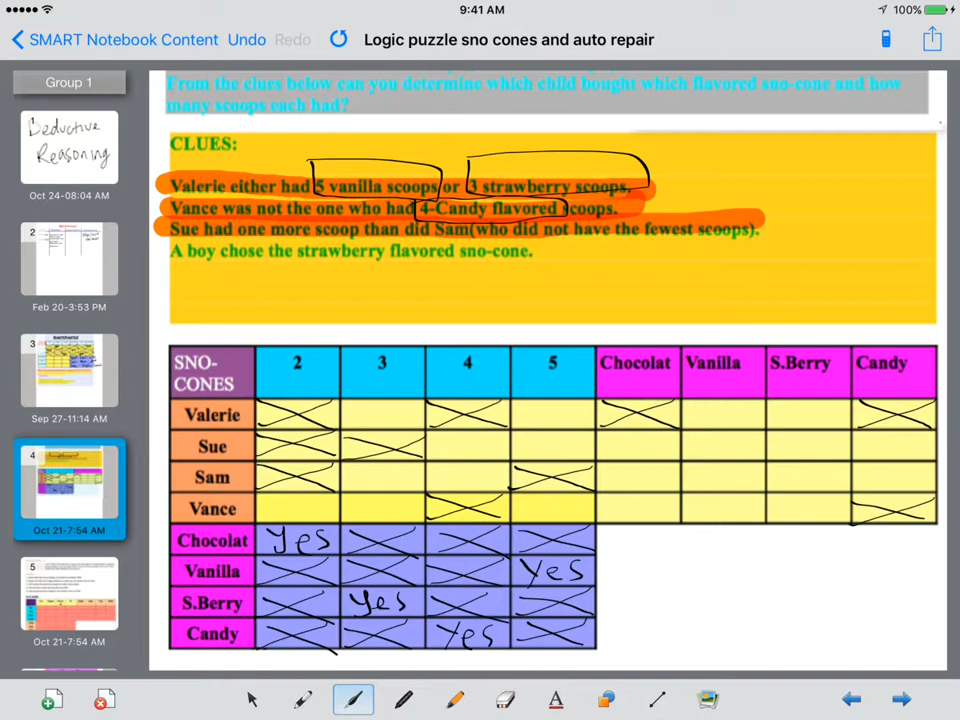 9:41 AM
100%
SMART Notebook Content
Undo
Redo
Logic puzzle sno cones and auto repair
Group 1
Deductive
Reasoning
Oct 24-08:04 AM
2
Feb 20-3:53 PM
3
Sep 27-11:14 AM
4
Oct 21-7:54 AM
5
Oct 21-7:54 AM
From the clues below can you determine which child bought which flavored sno-cone and how
many scoops each had?
CLUES:
Valerie either had 5 vanilla scoops or 3 strawberry scoops.
Vance was not the one who had 4-Candy flavored scoops.
Sue had one more scoop than did Sam(who did not have the fewest scoops).
A boy chose the strawberry flavored sno-cone.
SNO-CONES 2 3 4 5 Chocolat Vanilla S.Berry Candy
Valerie
Sue
Sam
Vance
Chocolat Yes
Vanilla Yes
S.Berry Yes
Candy Yes